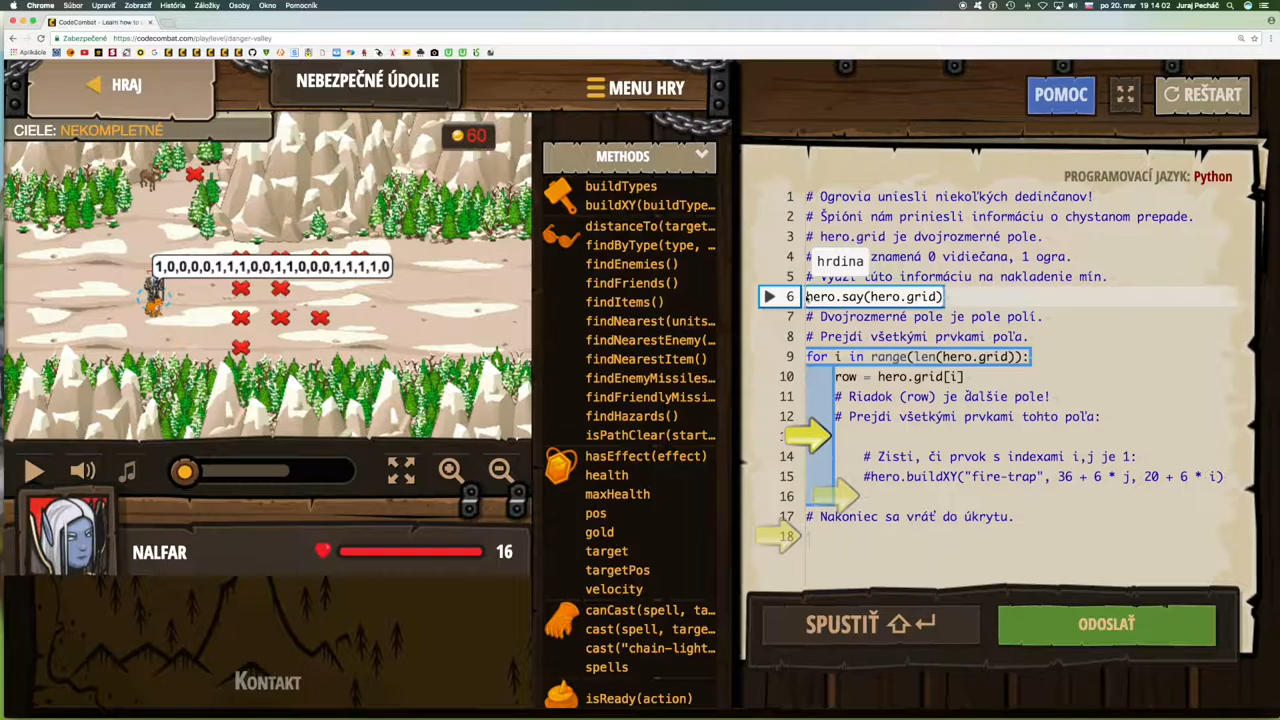 Chrome Súbor Upraviť Zobraziť História Záložky Osoby Okno Pomocník
po 20. mar 19 14 02 Juraj Pecháč
CodeCombat - Learn how to
Zabezpečené https://codecombat.com/play/level/danger-valley
Aplikácie
HRAJ
NEBEZPEČNÉ ÚDOLIE
MENU HRY
POMOC
REŠTART
CIELE: NEKOMPLETNÉ
60
1,0,0,0,0,1,1,1,0,0,1,1,0,0,0,1,1,1,1,0
METHODS
buildTypes
buildXY(buildType…
distanceTo(target…
findByType(type, …
findEnemies()
findFriends()
findItems()
findNearest(units…
findNearestEnemy(…
findNearestItem()
findEnemyMissiles…
findFriendlyMissi…
findHazards()
isPathClear(start…
hasEffect(effect)
health
maxHealth
pos
gold
target
targetPos
velocity
canCast(spell, ta…
cast(spell, targe…
cast("chain-light…
spells
isReady(action)
PROGRAMOVACÍ JAZYK: Python
1 # Ogrovia uniesli niekoľkých dedinčanov!
2 # Špióni nám priniesli informáciu o chystanom prepade.
3 # hero.grid je dvojrozmerné pole.
4 znamená 0 vidiečana, 1 ogra.
hrdina
5 túto informáciu na nakladenie mín.
6 hero.say(hero.grid)
7 # Dvojrozmerné pole je pole polí.
8 # Prejdi všetkými prvkami poľa.
9 for i in range(len(hero.grid)):
10 row = hero.grid[i]
11 # Riadok (row) je ďalšie pole!
12 # Prejdi všetkými prvkami tohto poľa:
14 # Zisti, či prvok s indexami i,j je 1:
15 #hero.buildXY("fire-trap", 36 + 6 * j, 20 + 6 * i)
16
17 # Nakoniec sa vráť do úkrytu.
18
NALFAR
16
SPUSTIŤ
ODOSLAŤ
KONTAKT